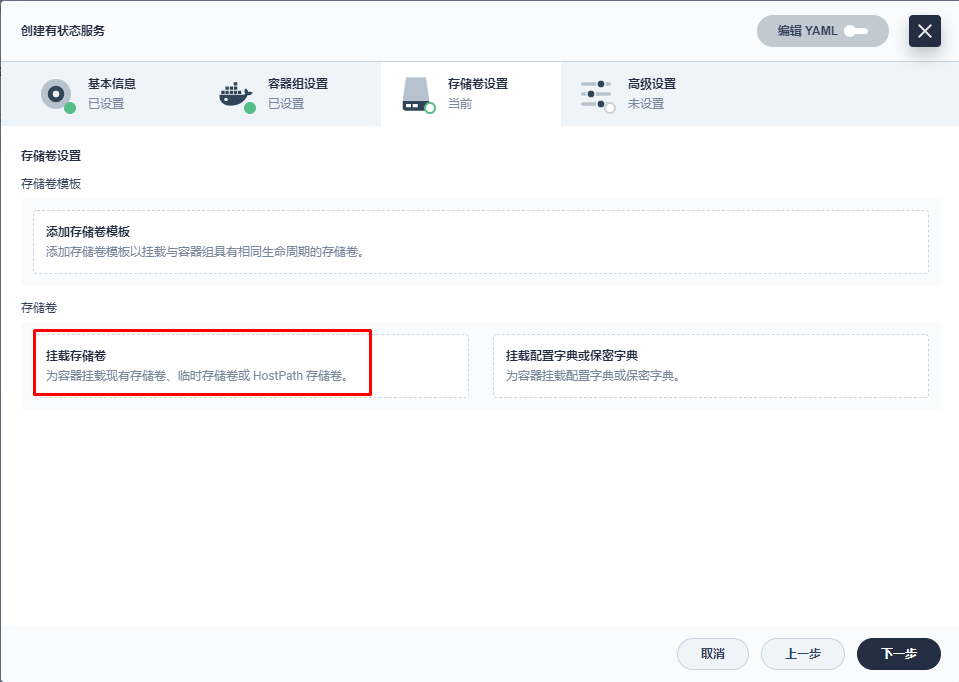 创建有状态服务
编辑 YAML
基本信息
已设置
容器组设置
已设置
存储卷设置
当前
高级设置
未设置
存储卷设置
存储卷模板
添加存储卷模板
添加存储卷模板以挂载与容器组具有相同生命周期的存储卷。
存储卷
挂载存储卷
为容器挂载现有存储卷、临时存储卷或 HostPath 存储卷。
挂载配置字典或保密字典
为容器挂载配置字典或保密字典。
取消
上一步
下一步